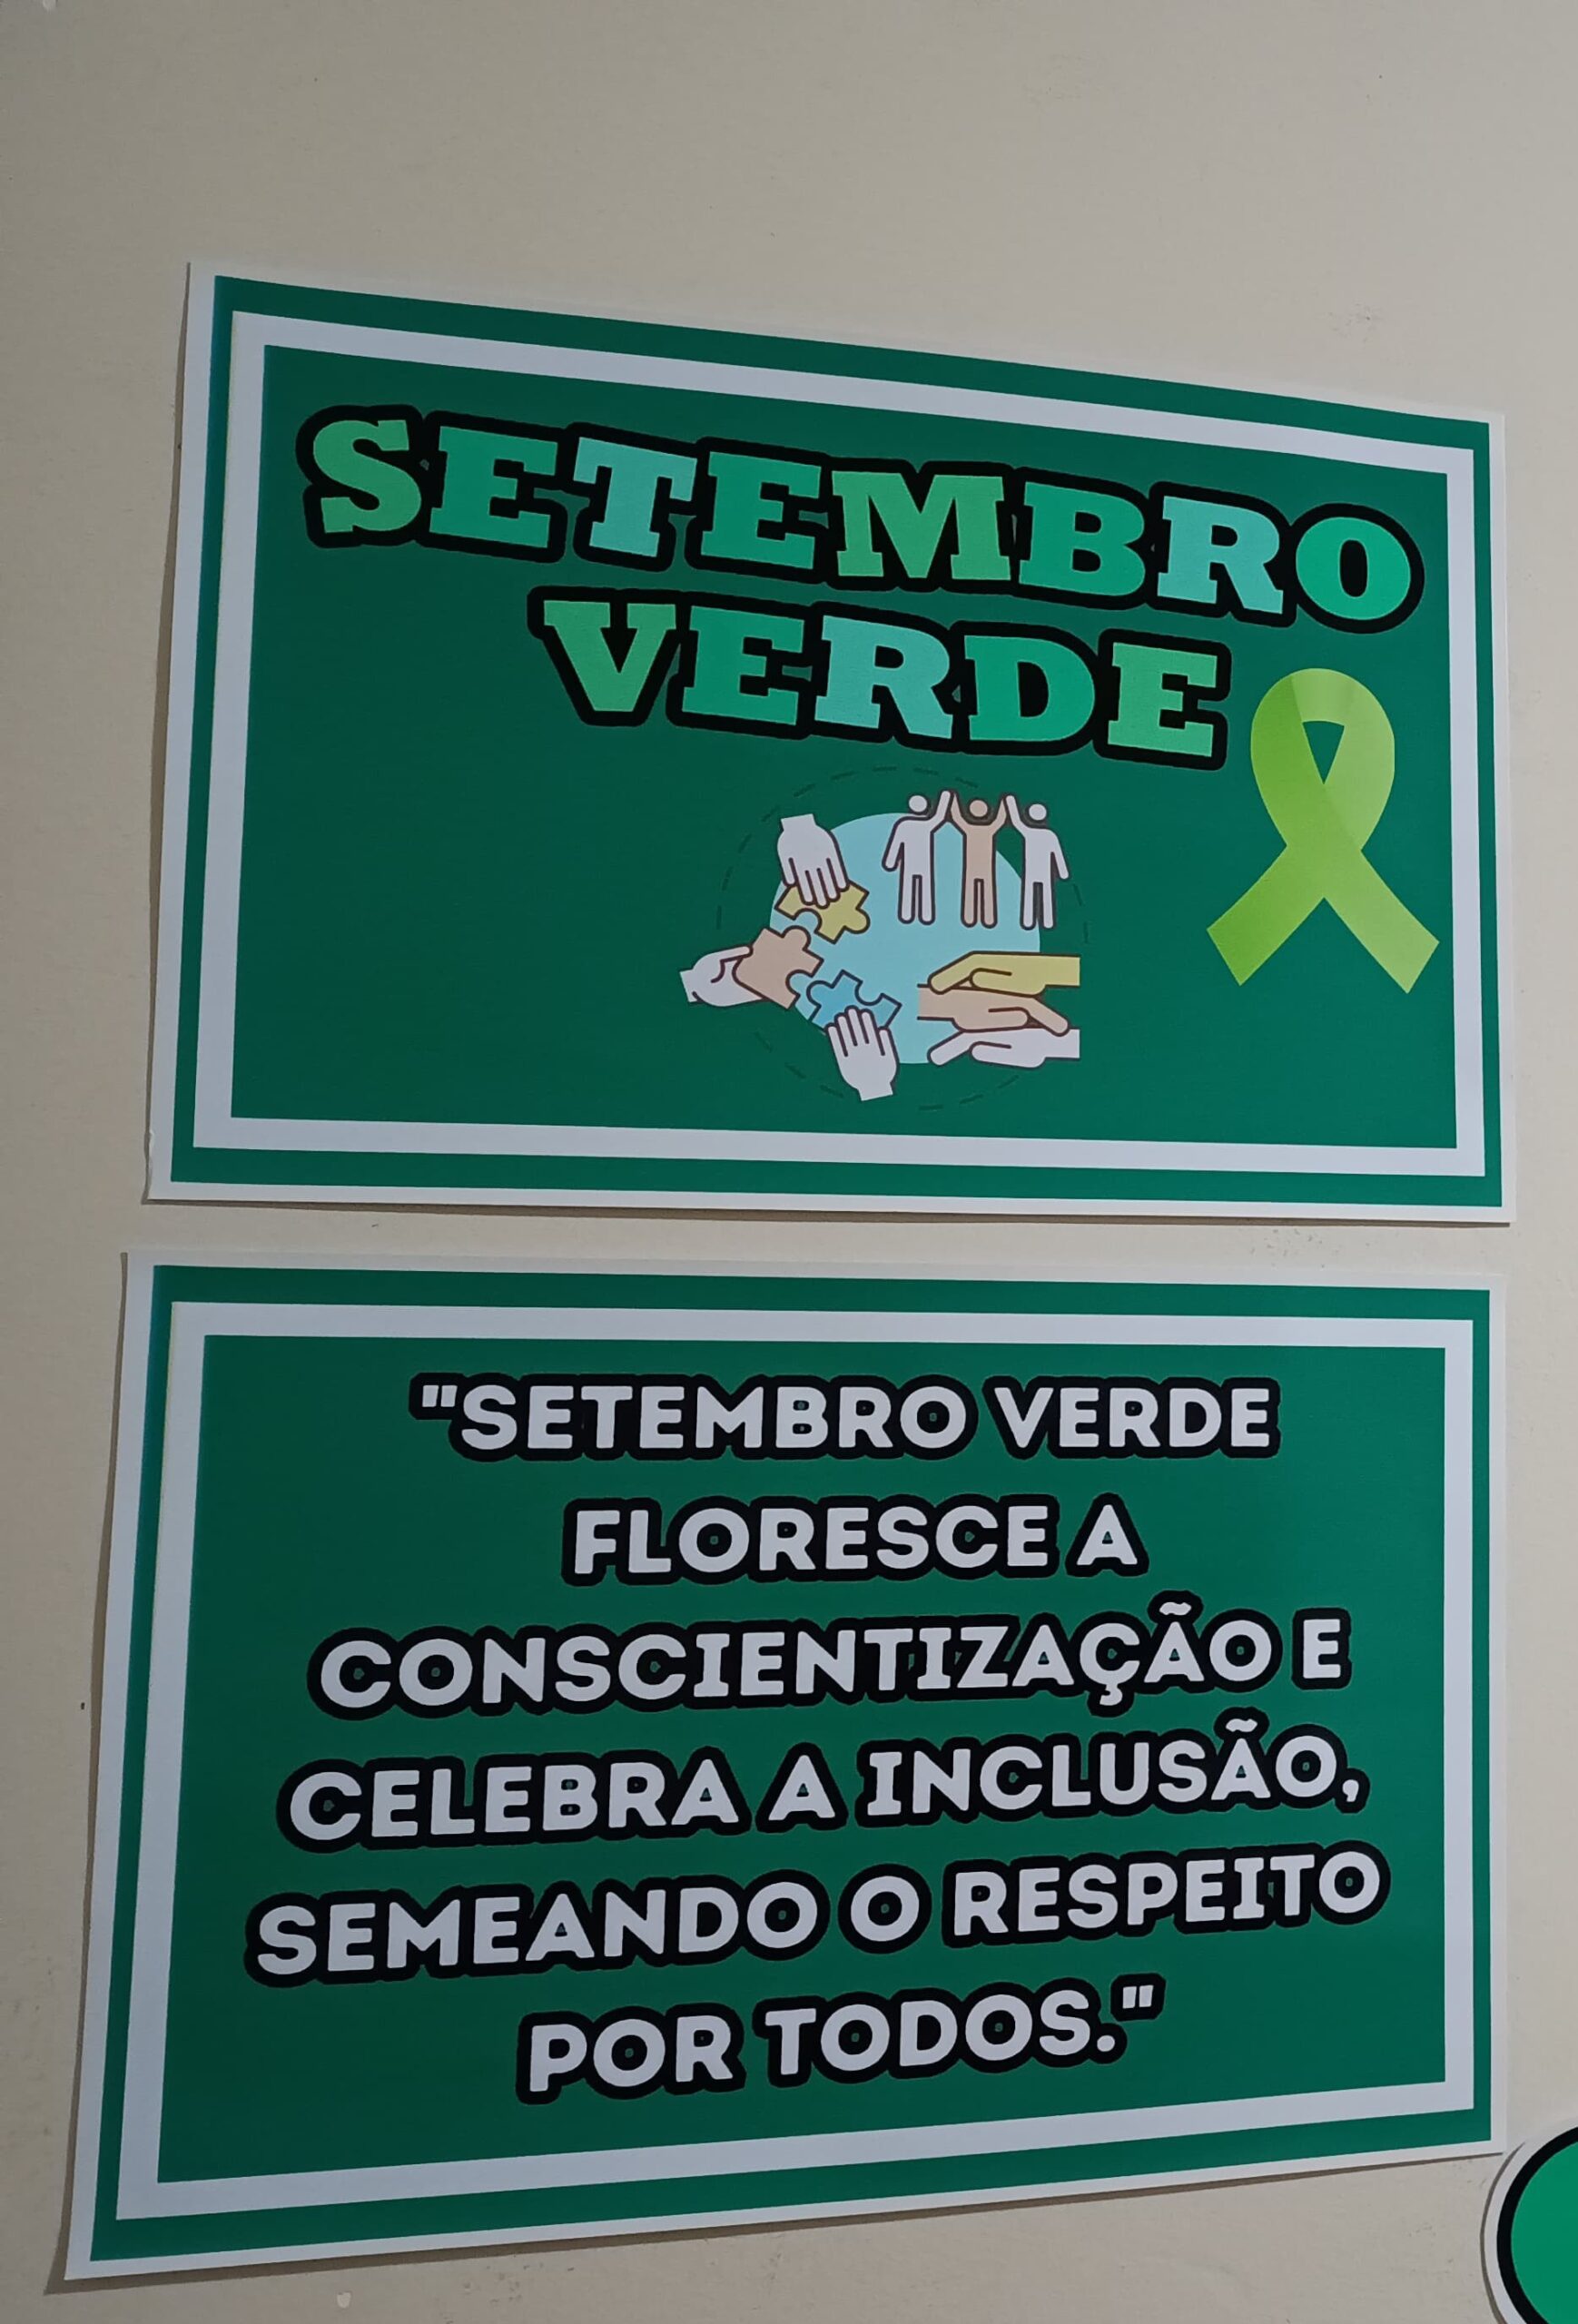 SETEMBRO
VERDE
"SETEMBRO VERDE
FLORESCE A
CONSCIENTIZAÇÃO E
CELEBRA A INCLUSÃO,
SEMEANDO O RESPEITO
POR TODOS."